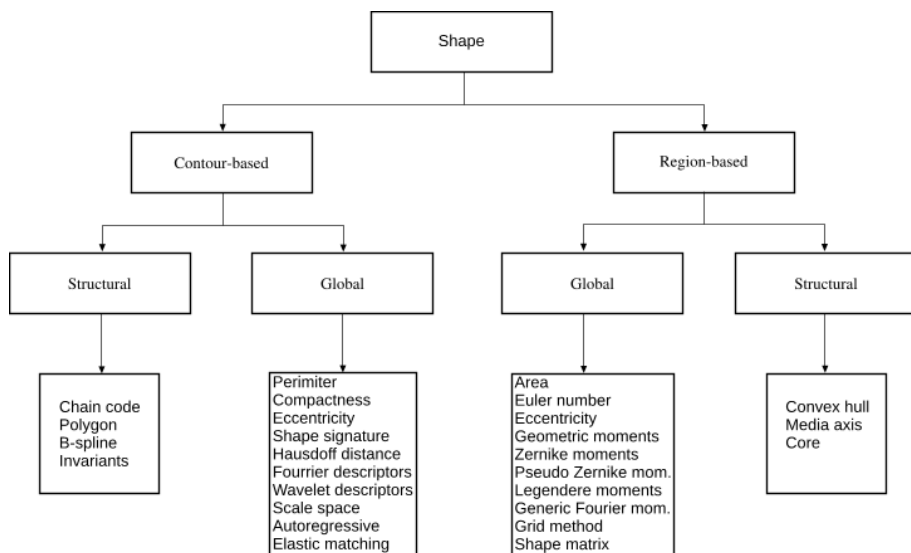 Shape
Contour-based
Region-based
Structural
Global
Global
Structural
Chain code
Polygon
B-spline
Invariants
Perimiter
Compactness
Eccentricity
Shape signature
Hausdoff distance
Fourrier descriptors
Wavelet descriptors
Scale space
Autoregressive
Elastic matching
Area
Euler number
Eccentricity
Geometric moments
Zernike moments
Pseudo Zernike mom.
Legendere moments
Generic Fourier mom.
Grid method
Shape matrix
Convex hull
Media axis
Core